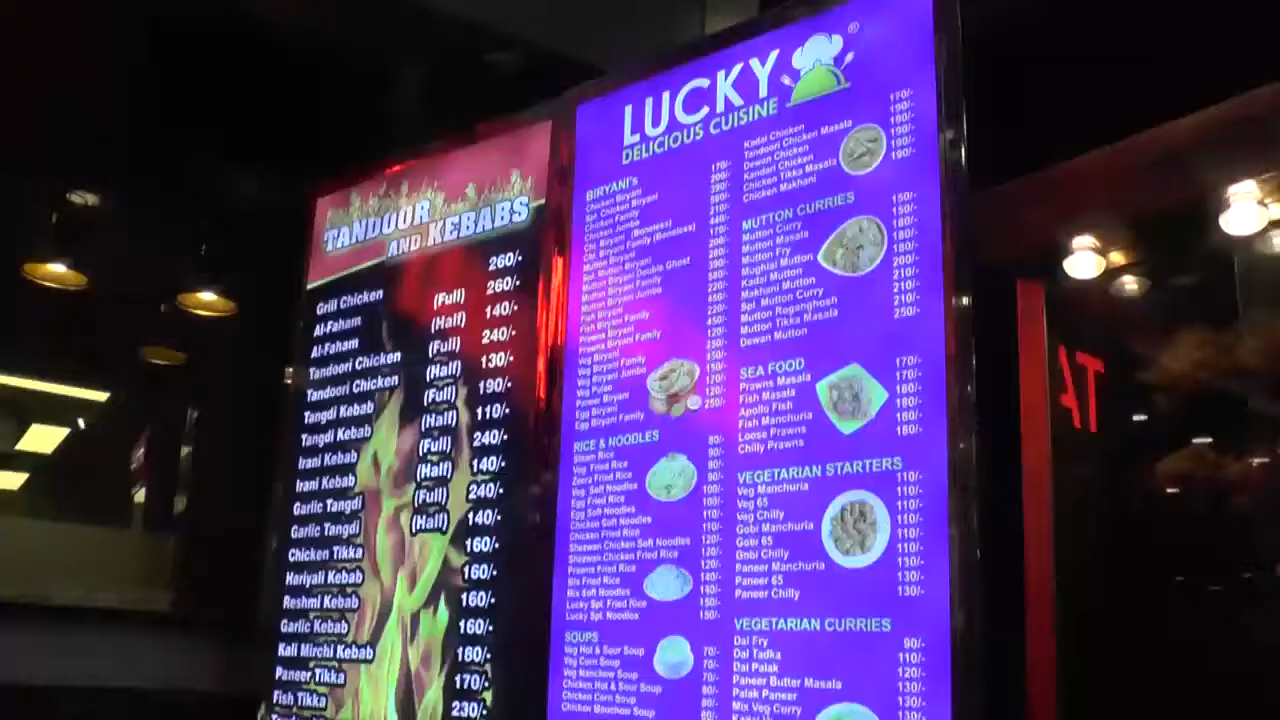 TANDOOR
AND KEBABS
Grill Chicken 260/-
Al-Faham (Full) 260/-
Al-Faham (Half) 140/-
Tandoori Chicken (Full) 240/-
Tandoori Chicken (Half) 130/-
Tangdi Kebab (Full) 190/-
Tangdi Kebab (Half) 110/-
Irani Kebab (Full) 240/-
Irani Kebab (Half) 140/-
Garlic Tangdi (Full) 240/-
Garlic Tangdi (Half) 140/-
Chicken Tikka 160/-
Hariyali Kebab 160/-
Reshmi Kebab 160/-
Garlic Kebab 160/-
Kali Mirchi Kebab 160/-
Paneer Tikka 170/-
Fish Tikka 230/-
LUCKY
DELICIOUS CUISINE
BIRYANI's
Chicken Biryani 170/-
Spl. Chicken Biryani 200/-
Chicken Family 390/-
Chicken Jumbo 580/-
Chi. Biryani (Boneless) 210/-
Chi. Biryani Family (Boneless) 440/-
Mutton Biryani 170/-
Spl. Mutton Biryani 200/-
Mutton Biryani Double Ghost 280/-
Mutton Biryani Family 390/-
Mutton Biryani Jumbo 580/-
Fish Biryani 220/-
Fish Biryani Family 450/-
Prawns Biryani 220/-
Prawns Biryani Family 450/-
Veg Biryani 120/-
Veg Biryani Family
Veg Biryani Jumbo
Veg Pulao
Paneer Biryani 170/-
Egg Biryani 120/-
Egg Biryani Family 250/-
RICE & NOODLES
Steam Rice 80/-
Veg. Fried Rice 90/-
Zeera Fried Rice 90/-
Veg. Soft Noodles 90/-
Egg Fried Rice 100/-
Egg Soft Noodles 100/-
Chicken Soft Noodles 110/-
Chicken Fried Rice 110/-
Shezwan Chicken Soft Noodles 120/-
Shezwan Chicken Fried Rice 120/-
Prawns Fried Rice 120/-
Mix Fried Rice 140/-
Mix Soft Noodles 140/-
Lucky Spl. Fried Rice 150/-
Lucky Spl. Noodles 150/-
SOUPS
Veg Hot & Sour Soup 70/-
Veg Corn Soup 70/-
Veg Manchow Soup 70/-
Chicken Hot & Sour Soup 80/-
Chicken Corn Soup 80/-
Chicken Manchow Soup 80/-
Kadai Chicken 170/-
Tandoori Chicken Masala 190/-
Dewan Chicken 190/-
Kandari Chicken 190/-
Chicken Tikka Masala 190/-
Chicken Makhani 190/-
MUTTON CURRIES
Mutton Curry 150/-
Mutton Masala 150/-
Mutton Fry 180/-
Mughlai Mutton 180/-
Kadai Mutton 180/-
Makhani Mutton 200/-
Spl. Mutton Curry 210/-
Mutton Roganghosh 210/-
Mutton Tikka Masala 210/-
Dewan Mutton 250/-
SEA FOOD
Prawns Masala 170/-
Fish Masala 170/-
Apollo Fish 180/-
Fish Manchuria 180/-
Loose Prawns 180/-
Chilly Prawns 180/-
VEGETARIAN STARTERS
Veg Manchuria 110/-
Veg 65 110/-
Veg Chilly 110/-
Gobi Manchuria 110/-
Gobi 65 110/-
Gobi Chilly 110/-
Paneer Manchuria 130/-
Paneer 65 130/-
Paneer Chilly 130/-
VEGETARIAN CURRIES
Dal Fry 90/-
Dal Tadka 110/-
Dal Palak 120/-
Paneer Butter Masala 130/-
Palak Paneer 130/-
Mix Veg Curry 130/-